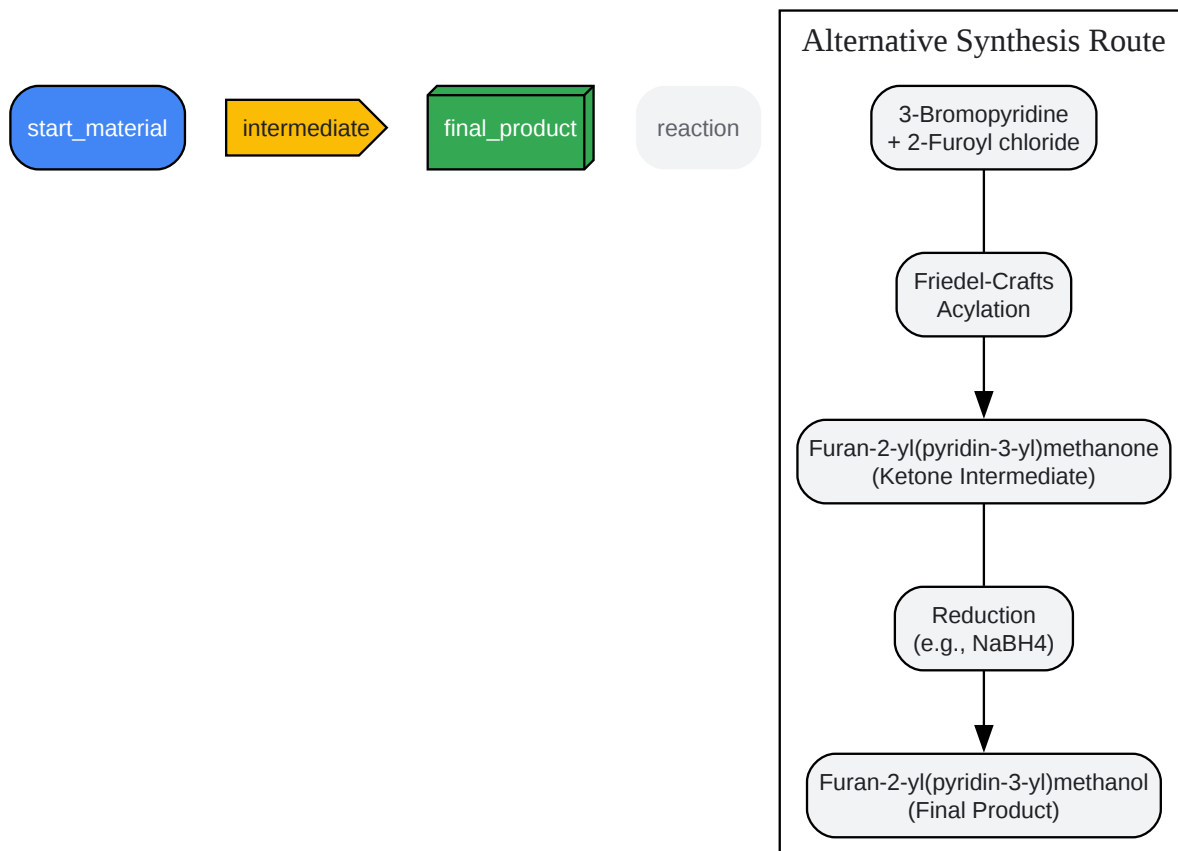 Alternative Synthesis Route
start_material
intermediate
final_product
reaction
3-Bromopyridine
+ 2-Furoyl chloride
Friedel-Crafts
Acylation
Furan-2-yl(pyridin-3-yl)methanone
(Ketone Intermediate)
Reduction
(e.g., NaBH4)
Furan-2-yl(pyridin-3-yl)methanol
(Final Product)